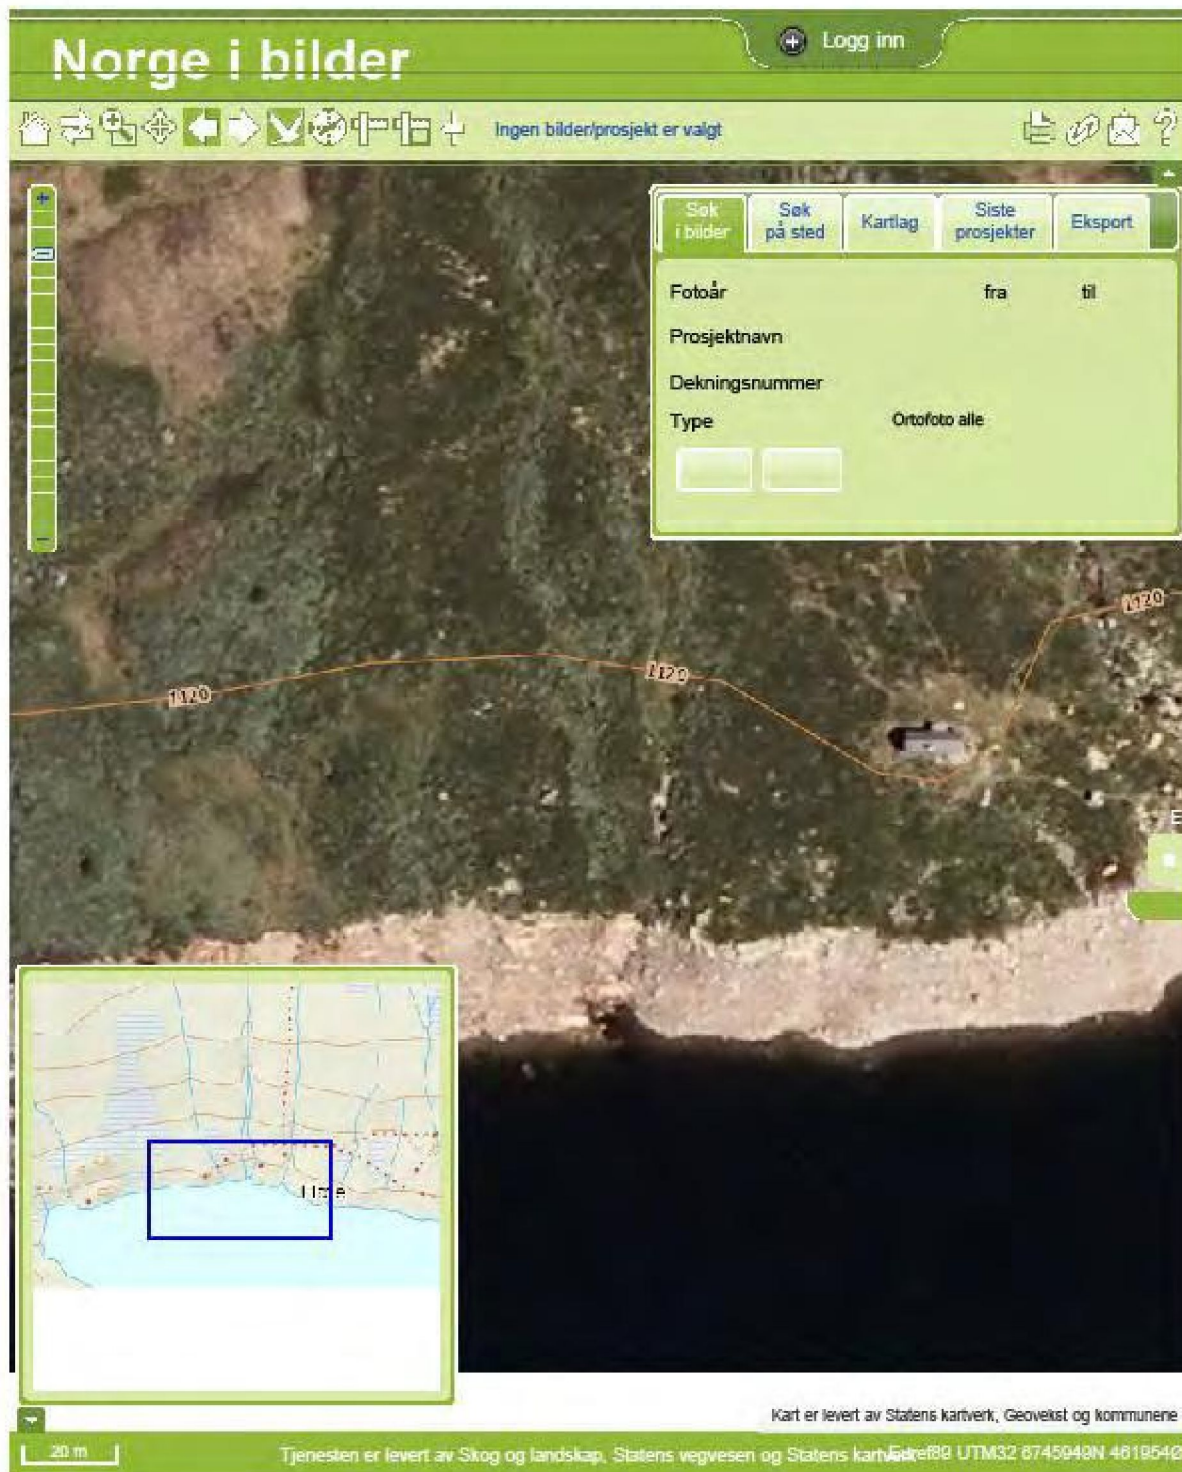 Norge i bilder
Logg inn
Ingen bilder/prosjekt er valgt
Søk
i bilder
Søk
på sted
Kartlag
Siste
prosjekter
Eksport
Fotoår fra til
Prosjektnavn
Dekningsnummer
Type Ortofoto alle
1120
1120
1120
E
Kart er levert av Statens kartverk, Geovekst og kommunene
20 m
Tjenesten er levert av Skog og landskap, Statens vegvesen og Statens kartverk
UTM32 6745949N